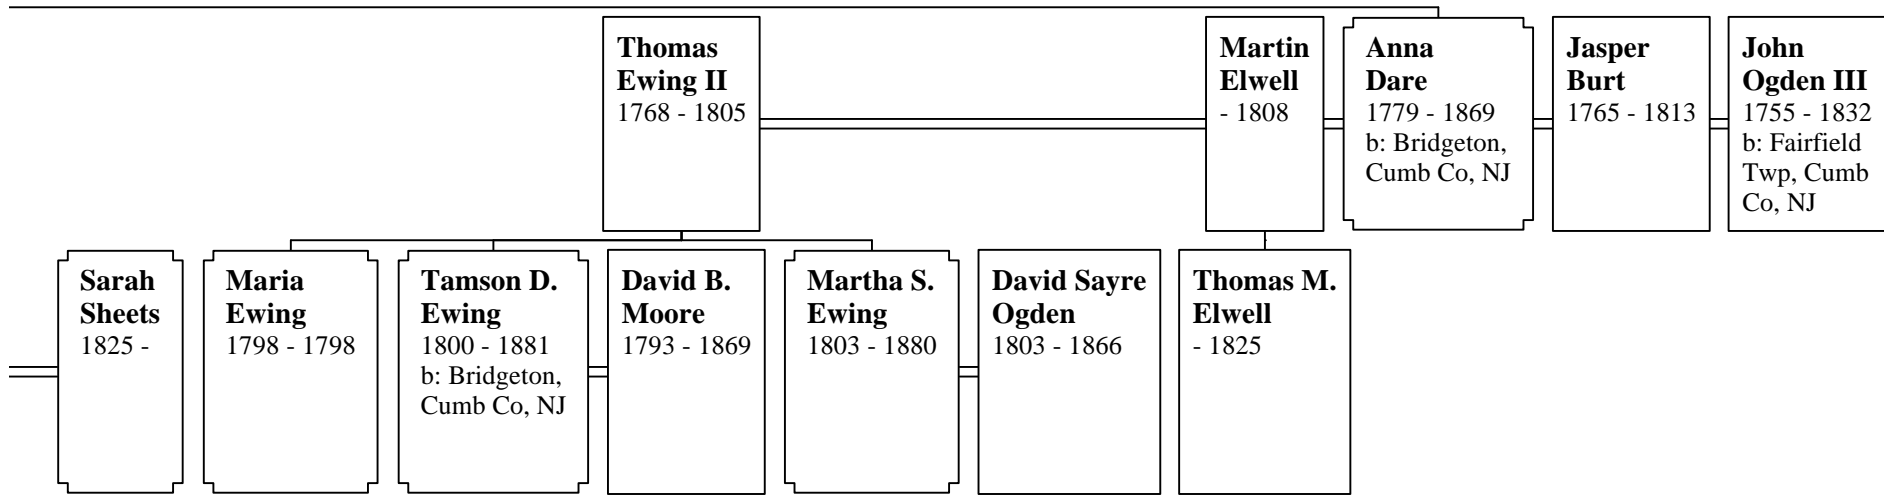 Thomas
Ewing II
1768 - 1805
Martin
Elwell
- 1808
Anna
Dare
1779 - 1869
b: Bridgeton,
Cumb Co, NJ
Jasper
Burt
1765 - 1813
John
Ogden III
1755 - 1832
b: Fairfield
Twp, Cumb
Co, NJ
Sarah
Sheets
1825 -
Maria
Ewing
1798 - 1798
Tamson D.
Ewing
1800 - 1881
b: Bridgeton,
Cumb Co, NJ
David B.
Moore
1793 - 1869
Martha S.
Ewing
1803 - 1880
David Sayre
Ogden
1803 - 1866
Thomas M.
Elwell
- 1825